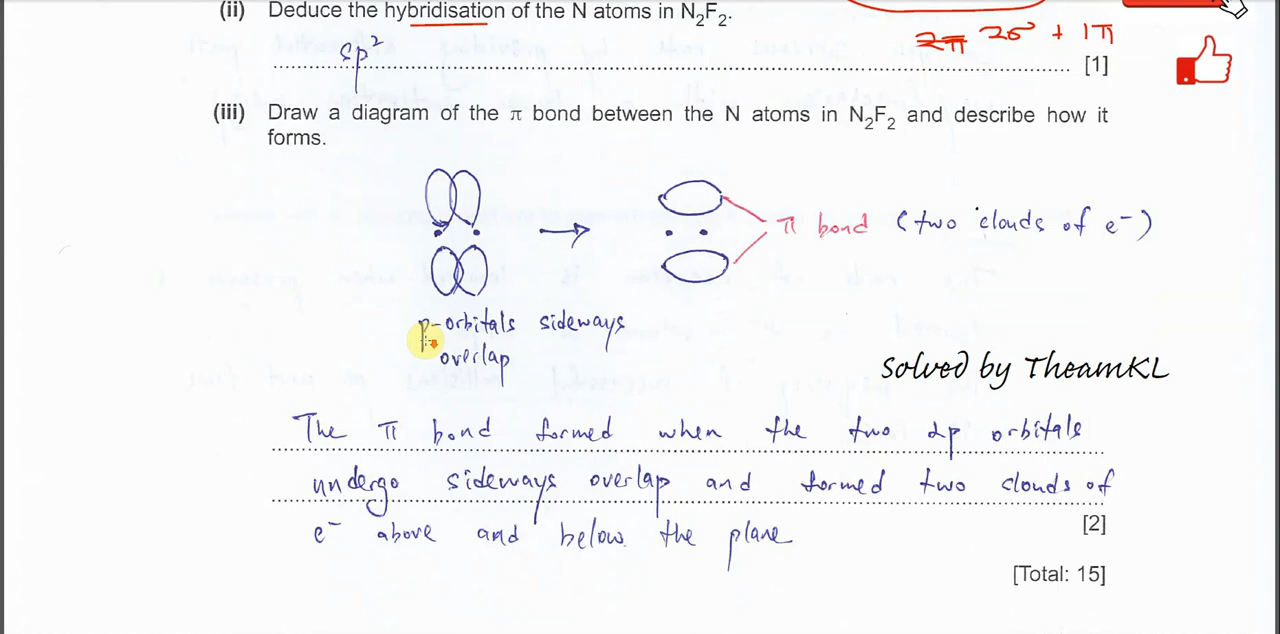 (ii) Deduce the hybridisation of the N atoms in N₂F₂.
2π 2σ + 1π
sp²
[1]
(iii) Draw a diagram of the π bond between the N atoms in N₂F₂ and describe how it
forms.
π bond (two clouds of e⁻)
p-orbitals sideways
overlap
Solved by TheamKL
The π bond formed when the two 2p orbitals
undergo sideways overlap and formed two clouds of
[2]
e⁻ above and below the plane
[Total: 15]